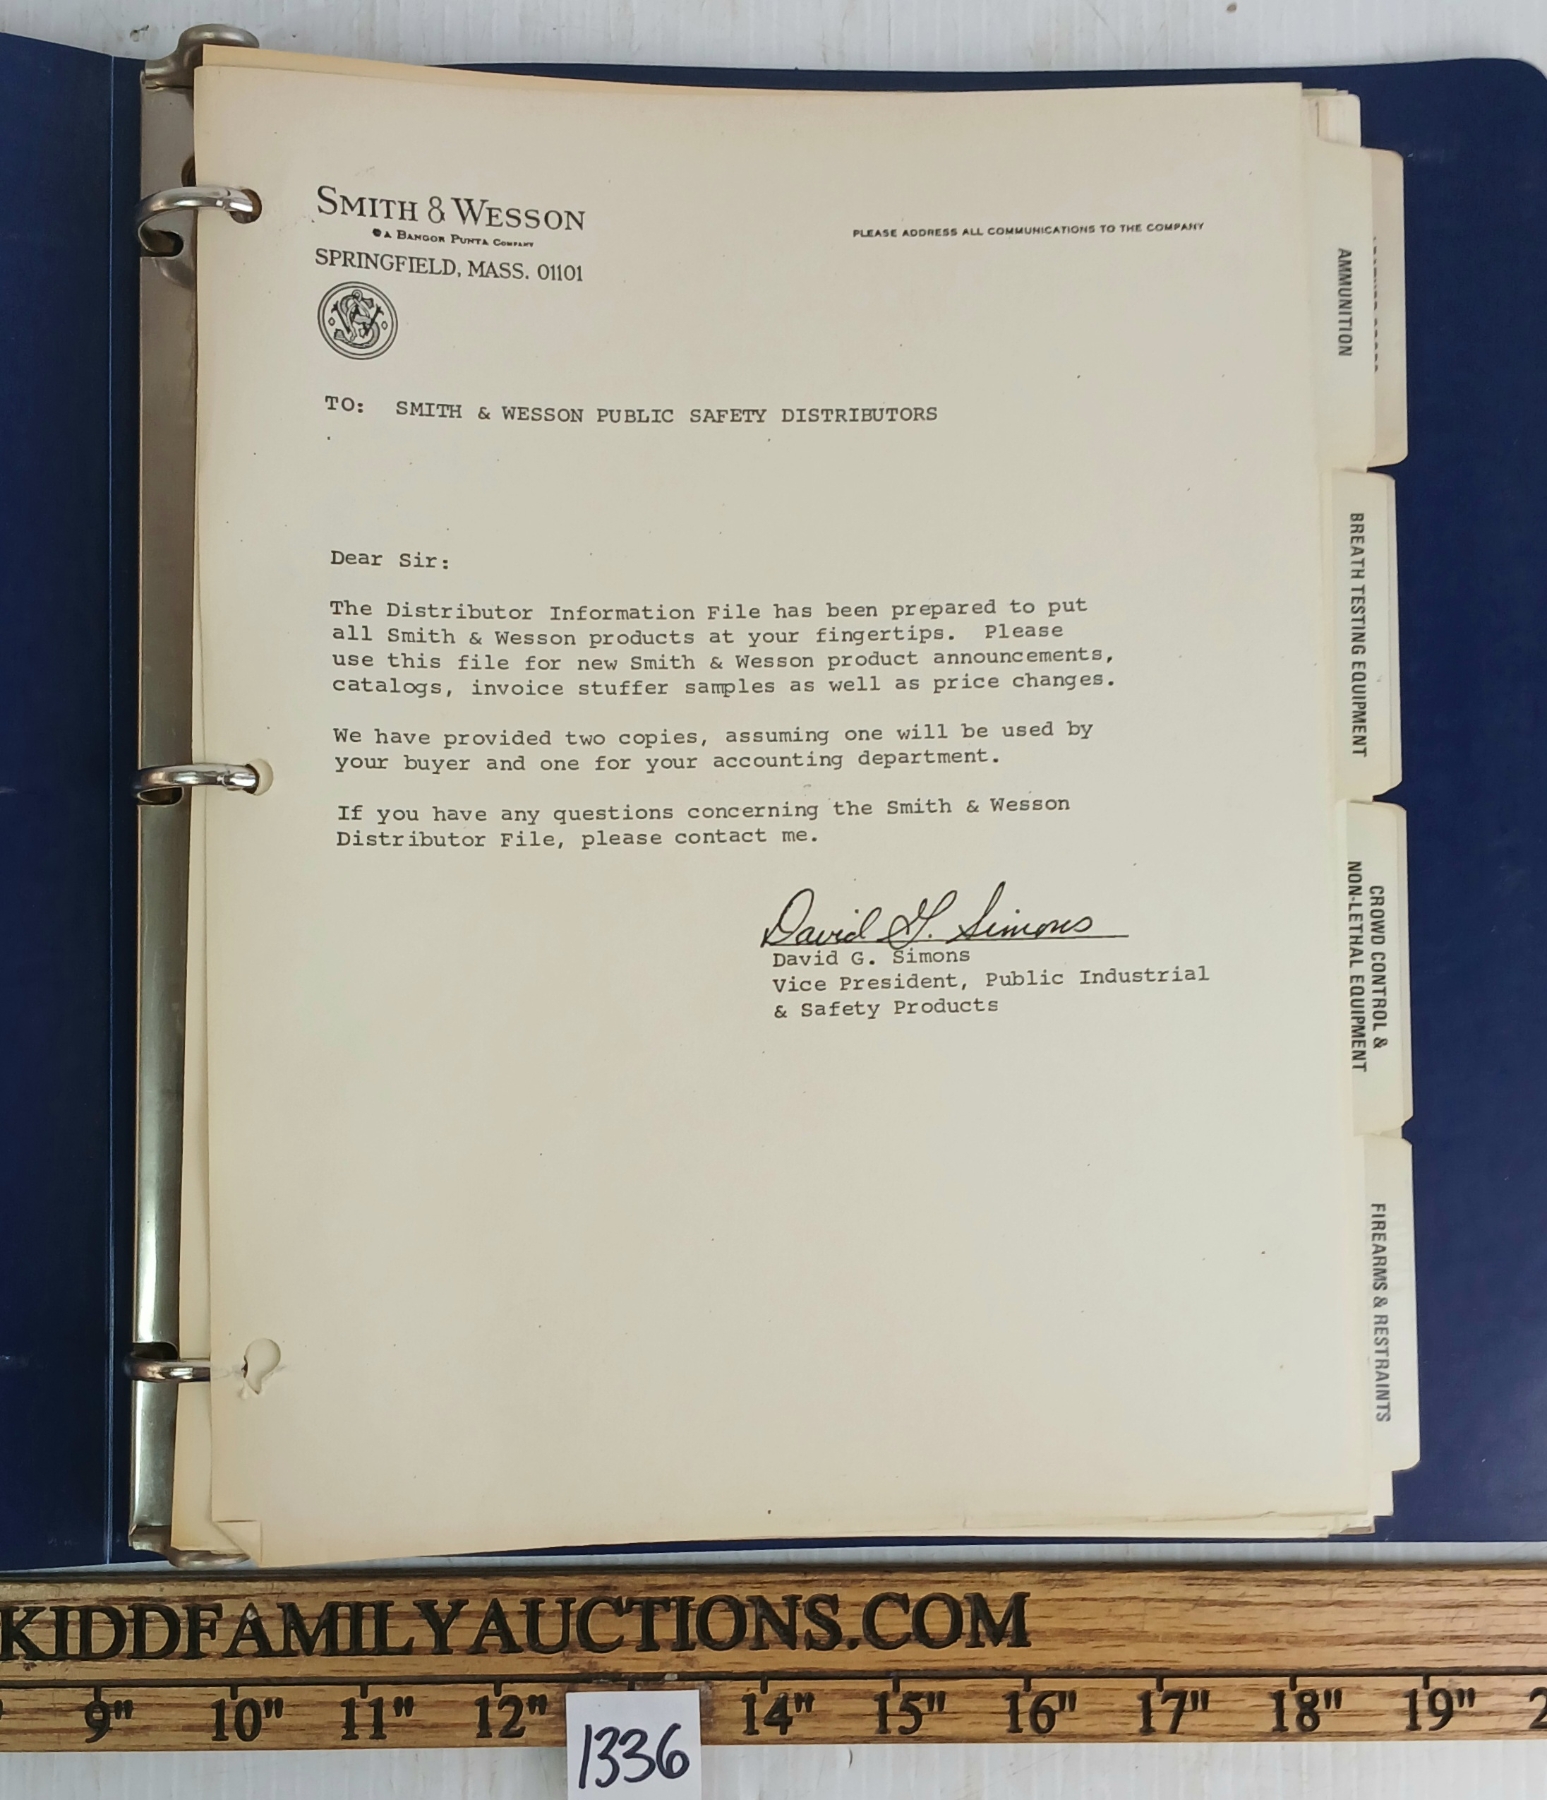 SMITH & WESSON
A BANGOR PUNTA COMPANY
SPRINGFIELD, MASS. 01101
PLEASE ADDRESS ALL COMMUNICATIONS TO THE COMPANY
TO: SMITH & WESSON PUBLIC SAFETY DISTRIBUTORS
Dear Sir:
The Distributor Information File has been prepared to put
all Smith & Wesson products at your fingertips. Please
use this file for new Smith & Wesson product announcements,
catalogs, invoice stuffer samples as well as price changes.
We have provided two copies, assuming one will be used by
your buyer and one for your accounting department.
If you have any questions concerning the Smith & Wesson
Distributor File, please contact me.
David G. Simons
David G. Simons
Vice President, Public Industrial
& Safety Products
AMMUNITION
BREATH TESTING EQUIPMENT
CROWD CONTROL &
NON-LETHAL EQUIPMENT
FIREARMS & RESTRAINTS
KIDDFAMILYAUCTIONS.COM
9" 10" 11" 12" 14" 15" 16" 17" 18" 19" 2
1336